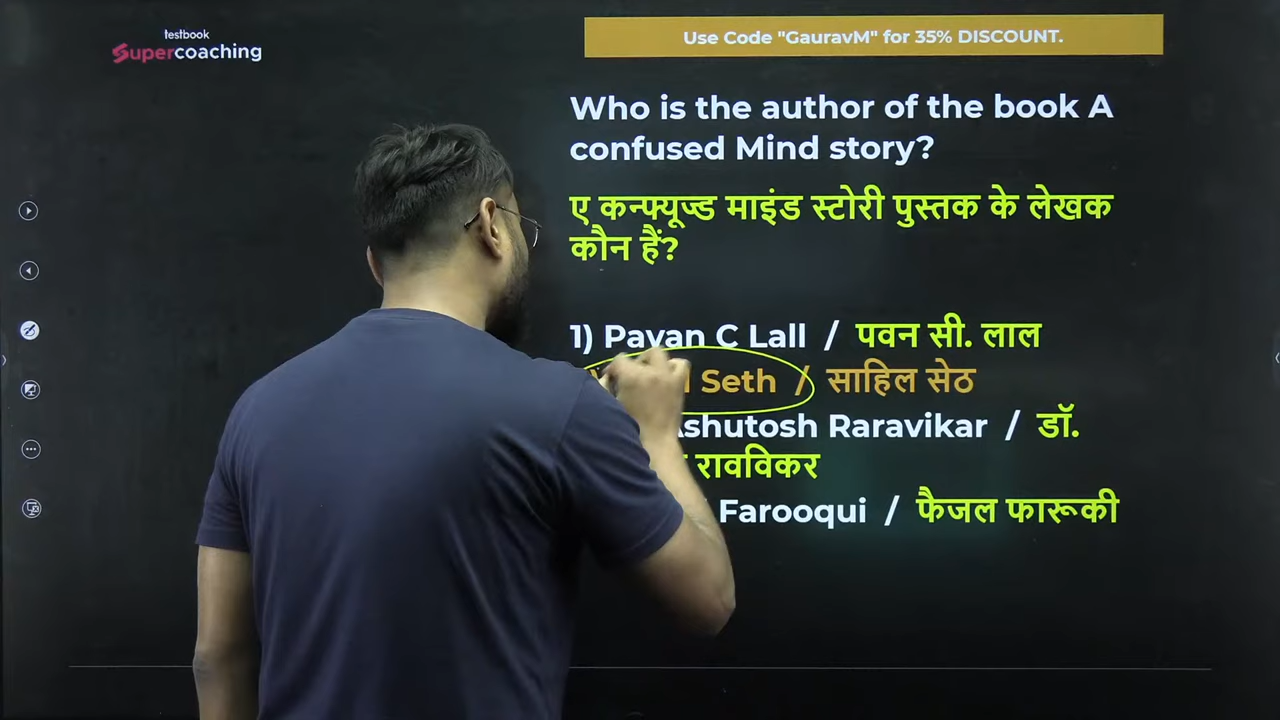 testbook
Supercoaching
Use Code "GauravM" for 35% DISCOUNT.
Who is the author of the book A
confused Mind story?
ए कन्फ्यूज्ड माइंड स्टोरी पुस्तक के लेखक
कौन हैं?
1) Pavan C Lall / पवन सी. लाल
Seth / साहिल सेठ
Ashutosh Raravikar / डॉ.
रावविकर
Farooqui / फैजल फारूकी